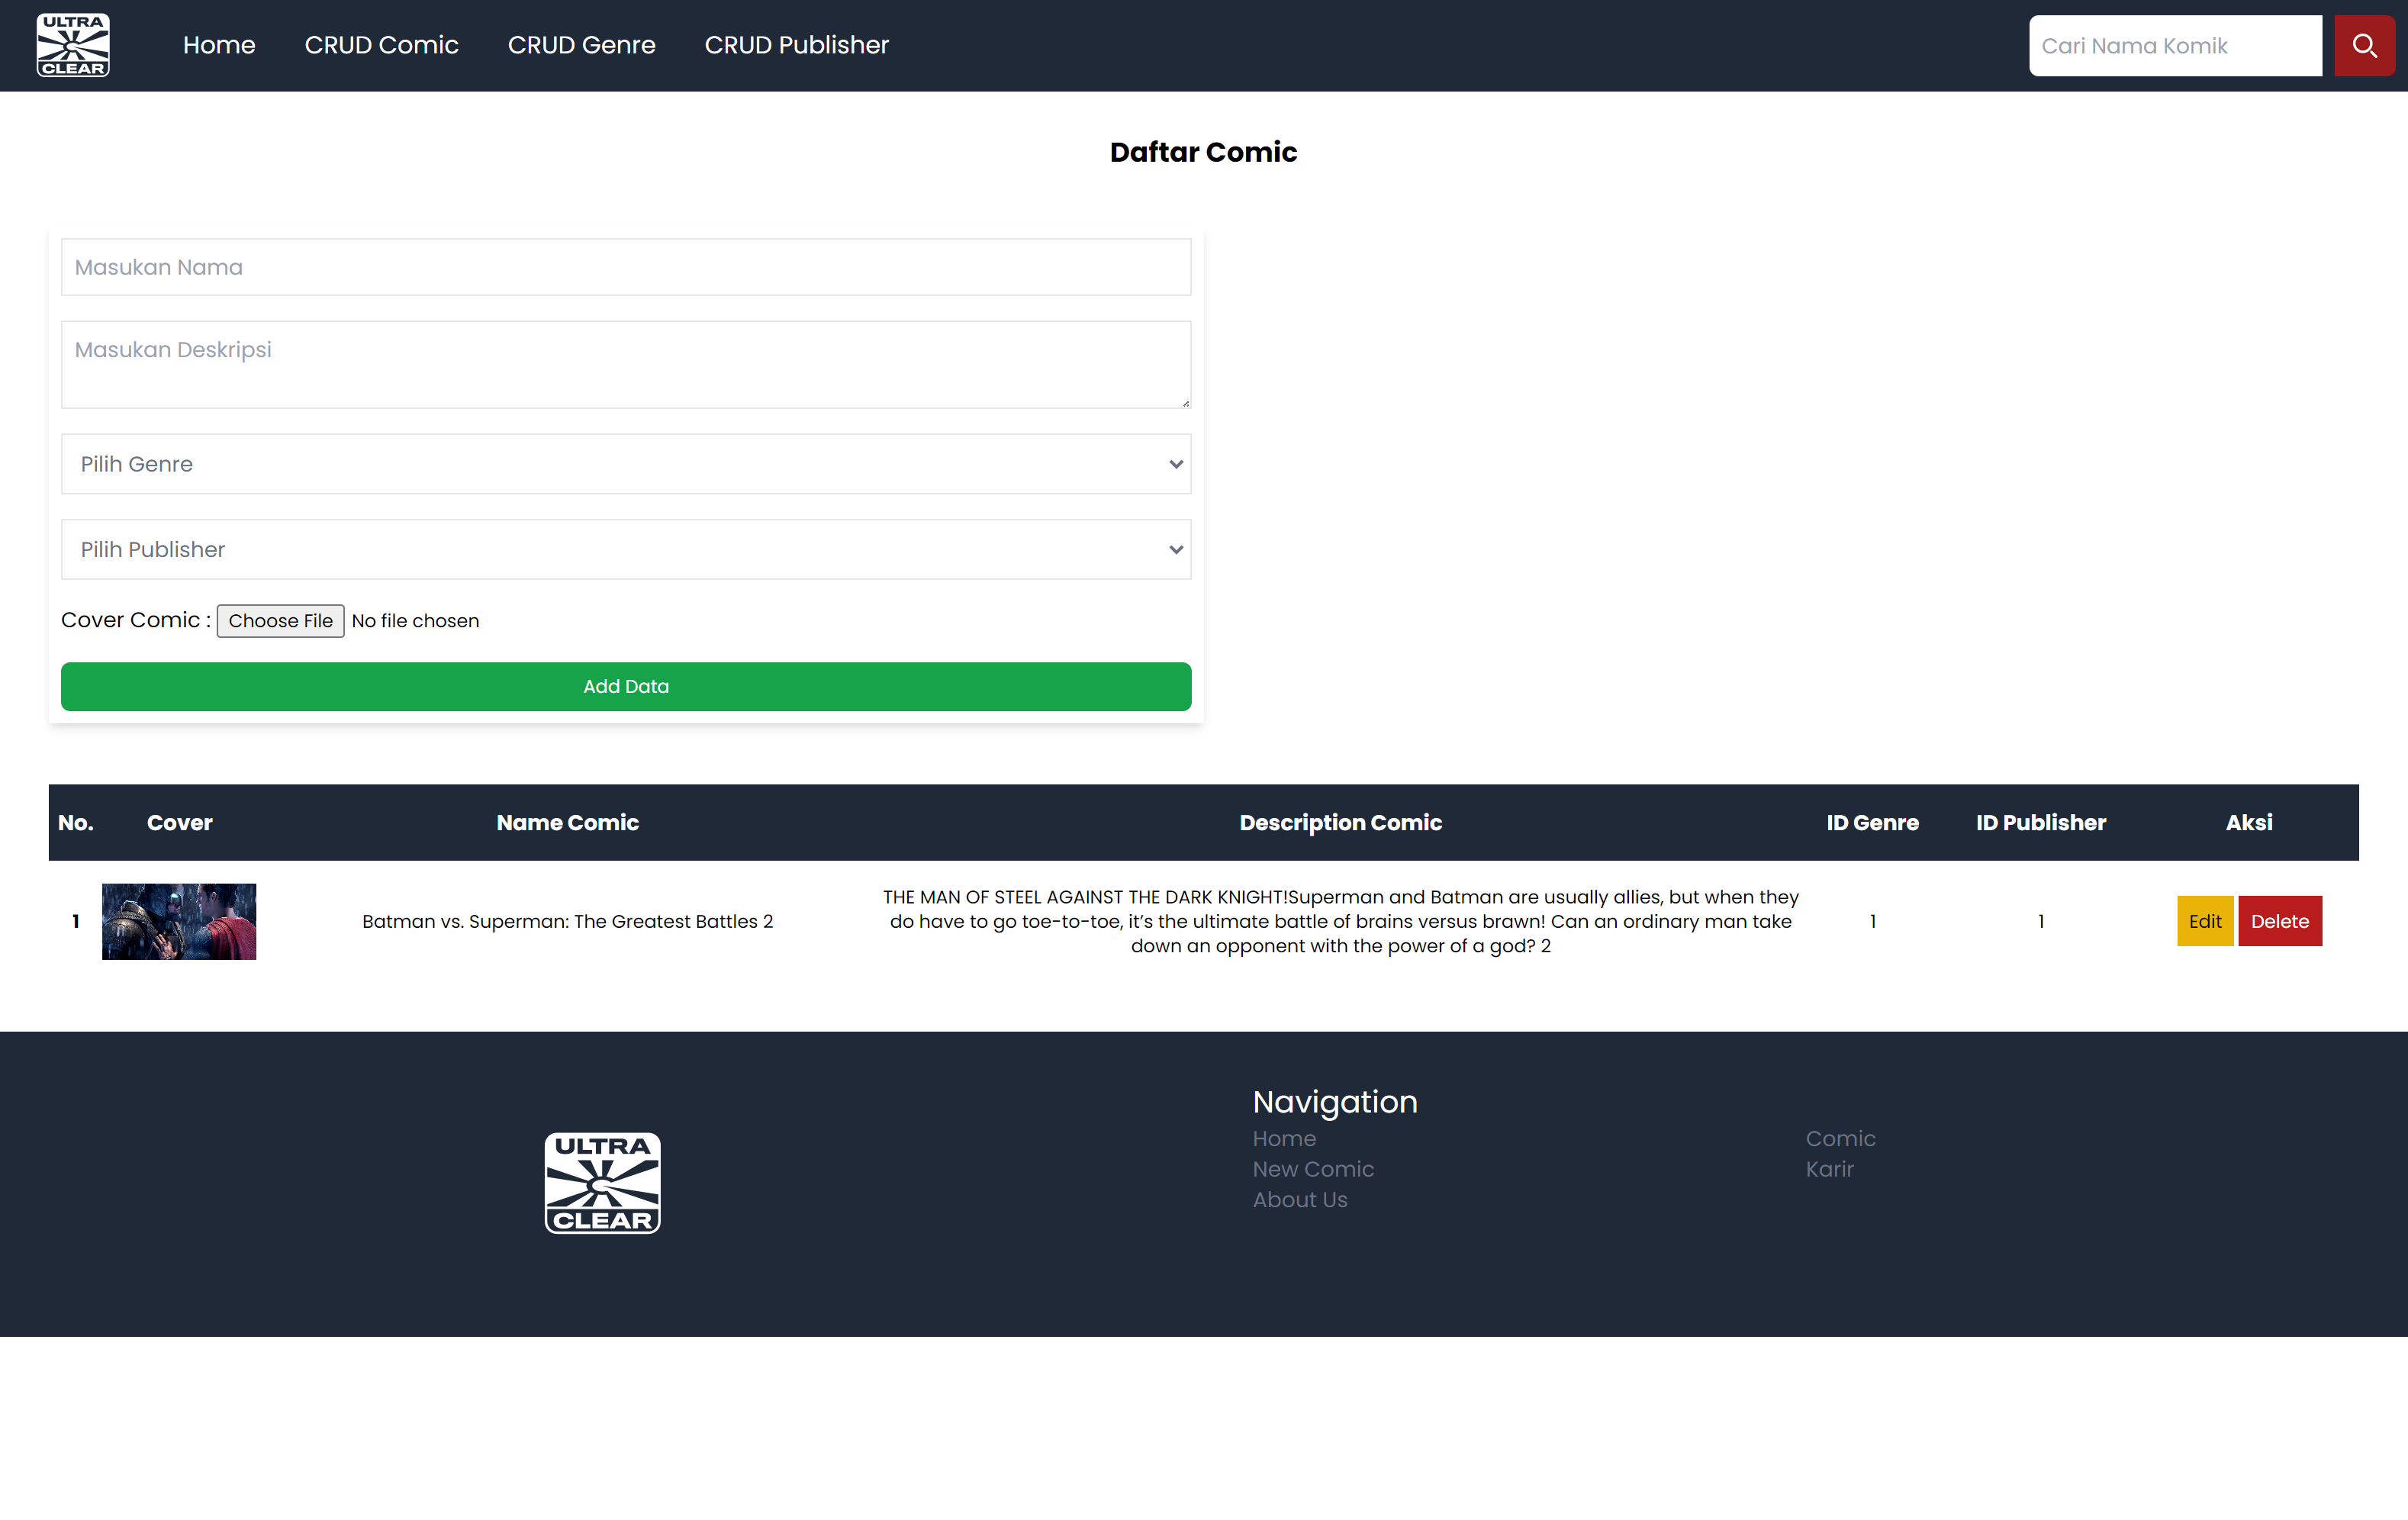 ULTRA
CLEAR
Home
CRUD Comic
CRUD Genre
CRUD Publisher
Cari Nama Komik
Daftar Comic
Masukan Nama
Masukan Deskripsi
Pilih Genre
Pilih Publisher
Cover Comic : Choose File No file chosen
Add Data
No. Cover Name Comic Description Comic ID Genre ID Publisher Aksi
THE MAN OF STEEL AGAINST THE DARK KNIGHT!Superman and Batman are usually allies, but when they
1 Batman vs. Superman: The Greatest Battles 2 do have to go toe-to-toe, it’s the ultimate battle of brains versus brawn! Can an ordinary man take 1 1 Edit Delete
down an opponent with the power of a god? 2
ULTRA
CLEAR
Navigation
Home
New Comic
About Us
Comic
Karir